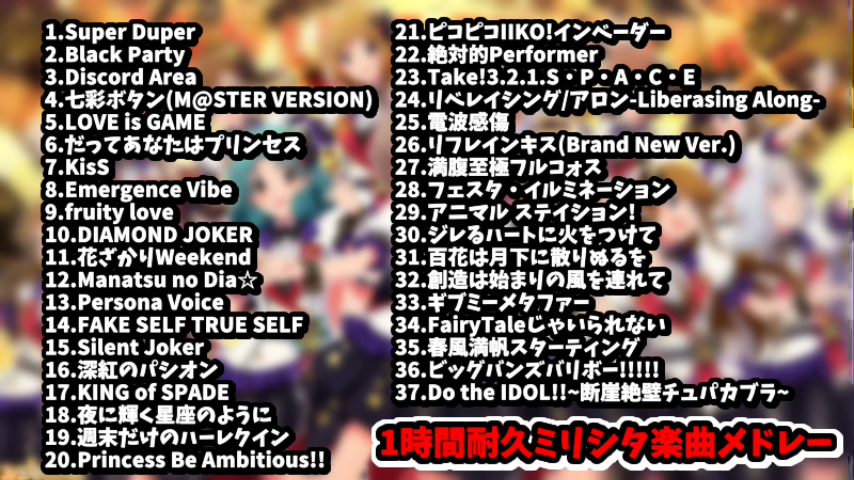 1.Super Duper
2.Black Party
3.Discord Area
4.七彩ボタン(M@STER VERSION)
5.LOVE is GAME
6.だってあなたはプリンセス
7.KisS
8.Emergence Vibe
9.fruity love
10.DIAMOND JOKER
11.花ざかりWeekend
12.Manatsu no Dia☆
13.Persona Voice
14.FAKE SELF TRUE SELF
15.Silent Joker
16.深紅のパシオン
17.KING of SPADE
18.夜に輝く星座のように
19.週末だけのハーレクイン
20.Princess Be Ambitious!!
21.ピコピコIIKO!インベーダー
22.絶対的Performer
23.Take!3.2.1.S・P・A・C・E
24.リベレイシング/アロン-Liberasing Along-
25.電波感傷
26.リフレインキス(Brand New Ver.)
27.満腹至極フルコォス
28.フェスタ・イルミネーション
29.アニマル ステイション!
30.ジレるハートに火をつけて
31.百花は月下に散りぬるを
32.創造は始まりの風を連れて
33.ギブミーメタファー
34.FairyTaleじゃいられない
35.春風満帆スターティング
36.ビッグバンズバリボー!!!!!
37.Do the IDOL!!~断崖絶壁チュパカブラ~
1時間耐久ミリシタ楽曲メドレー